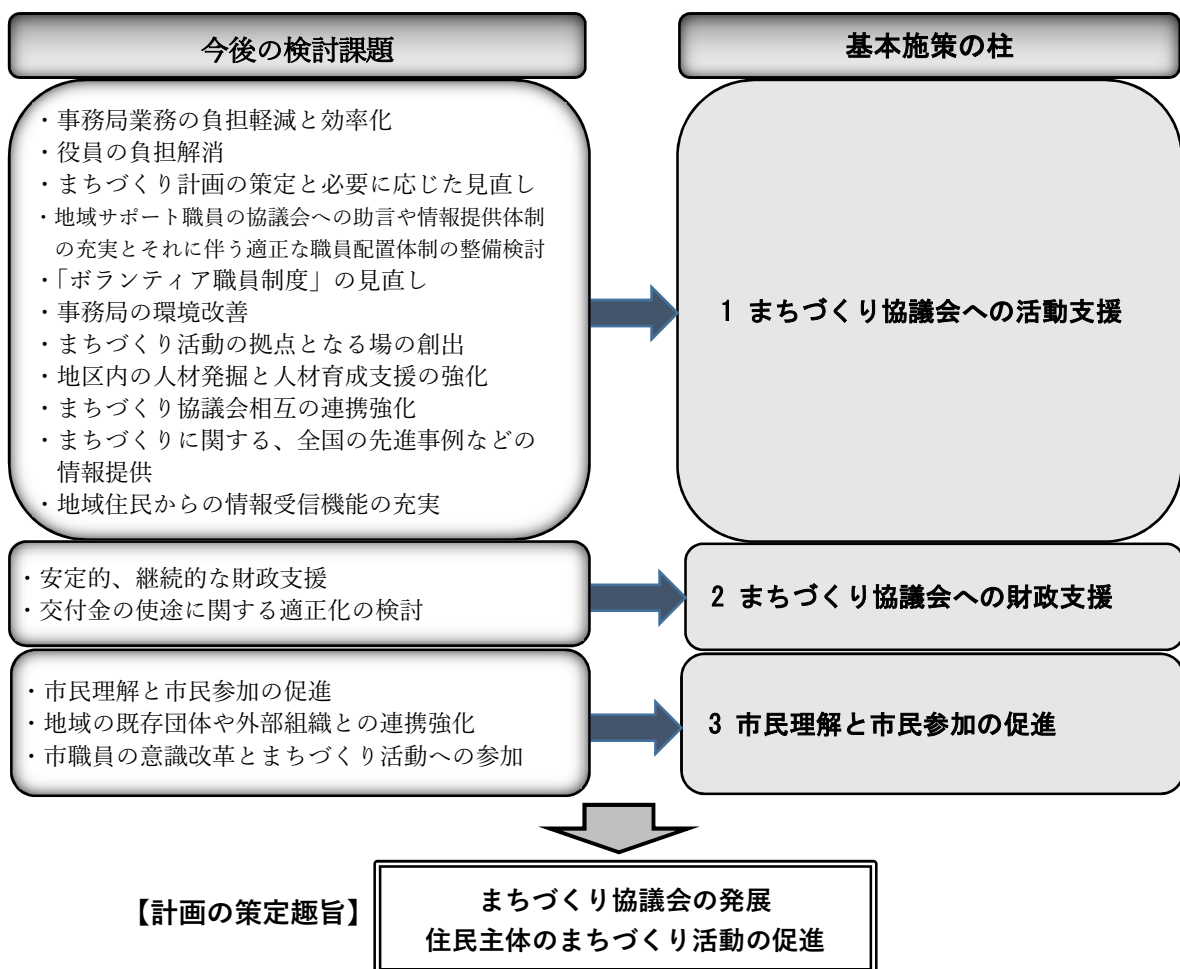 今後の検討課題
・事務局業務の負担軽減と効率化
・役員の負担解消
・まちづくり計画の策定と必要に応じた見直し
・地域サポート職員の協議会への助言や情報提供体制
の充実とそれに伴う適正な職員配置体制の整備検討
・「ボランティア職員制度」の見直し
・事務局の環境改善
・まちづくり活動の拠点となる場の創出
・地区内の人材発掘と人材育成支援の強化
・まちづくり協議会相互の連携強化
・まちづくりに関する、全国の先進事例などの
情報提供
・地域住民からの情報受信機能の充実
・安定的、継続的な財政支援
・交付金の使途に関する適正化の検討
・市民理解と市民参加の促進
・地域の既存団体や外部組織との連携強化
・市職員の意識改革とまちづくり活動への参加
基本施策の柱
1 まちづくり協議会への活動支援
2 まちづくり協議会への財政支援
3 市民理解と市民参加の促進
【計画の策定趣旨】
まちづくり協議会の発展
住民主体のまちづくり活動の促進